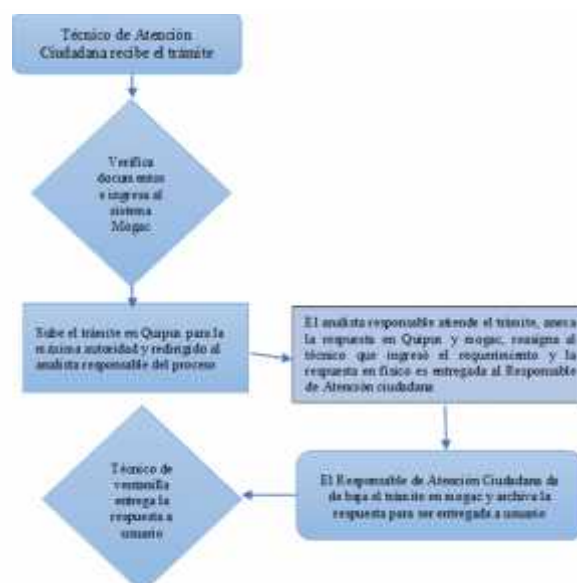 Técnico de Atención
Ciudadana recibe el trámite
Verifica
documentos
e ingresa al
sistema
Mogac
Sube el trámite en Quipux para la
máxima autoridad y redirigido al
analista responsable del proceso
El analista responsable atiende el trámite, anexa
la respuesta en Quipux y mogac, reasigna al
técnico que ingresó el requerimiento y la
respuesta en físico es entregada al Responsable
de Atención ciudadana
El Responsable de Atención Ciudadana da
de baja el trámite en mogac y archiva la
respuesta para ser entregada a usuario
Técnico de
ventanilla
entrega la
respuesta a
usuario